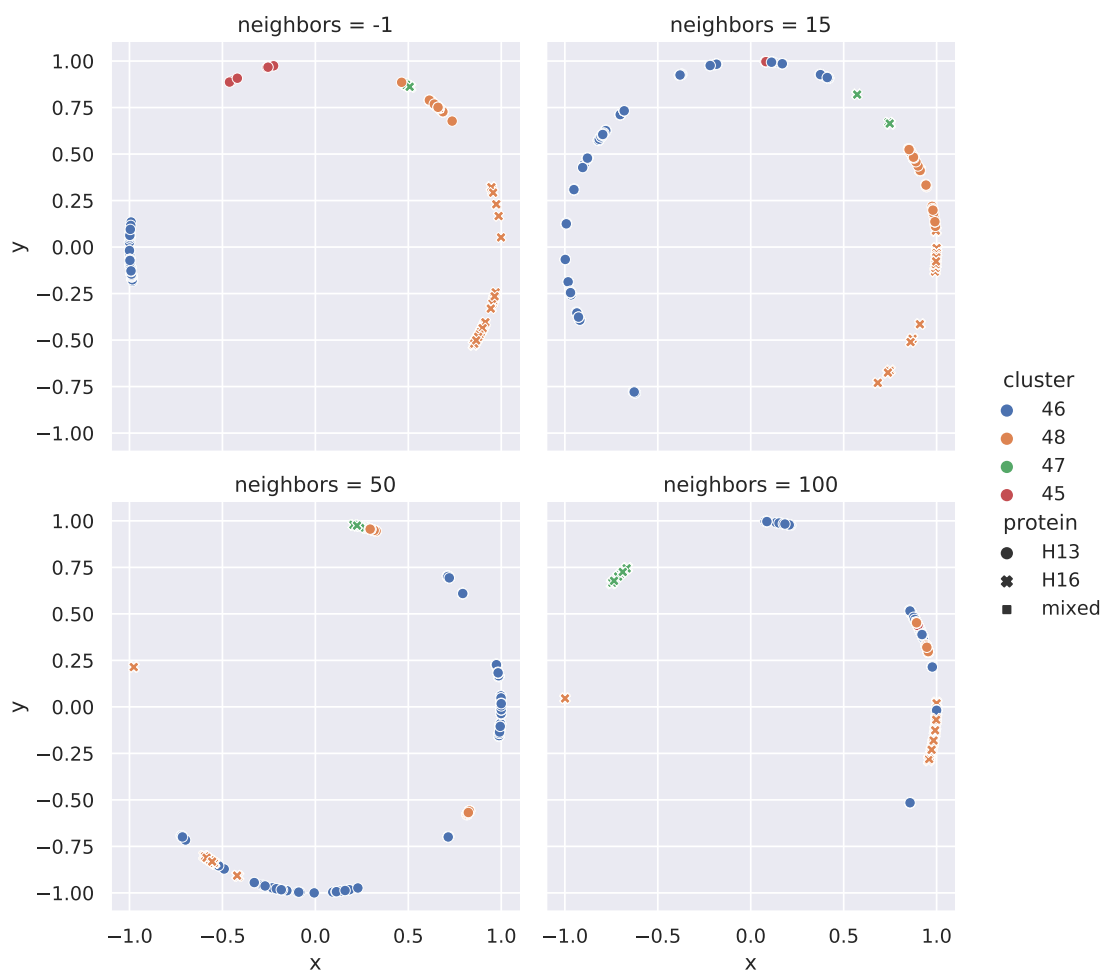 neighbors = -1
neighbors = 15
1.00
0.75
0.50
0.25
0.00
−0.25
−0.50
−0.75
−1.00
y
neighbors = 50
neighbors = 100
1.00
0.75
0.50
0.25
0.00
−0.25
−0.50
−0.75
−1.00
y
−1.0
−0.5
0.0
0.5
1.0
x
−1.0
−0.5
0.0
0.5
1.0
x
cluster
46
48
47
45
protein
H13
H16
mixed